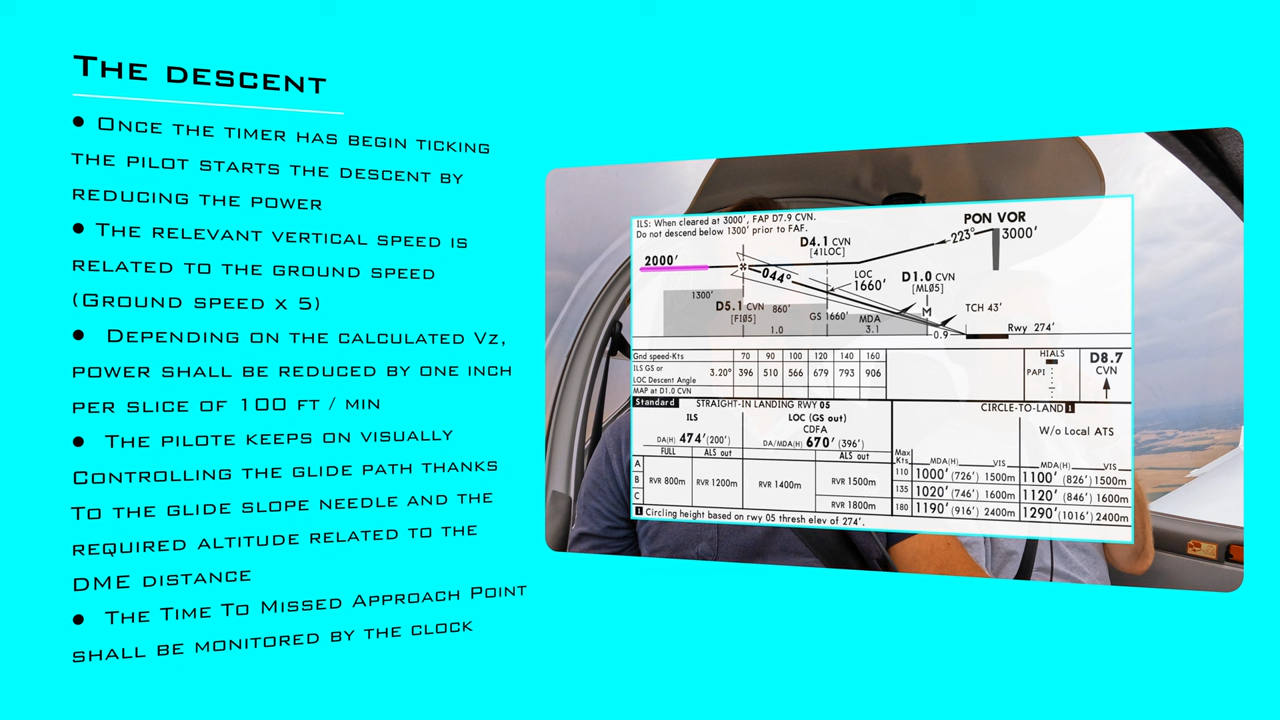 The descent
● Once the timer has begin ticking
the pilot starts the descent by
reducing the power
● The relevant vertical speed is
related to the ground speed
(Ground speed x 5)
● Depending on the calculated Vz,
power shall be reduced by one inch
per slice of 100 ft / min
● The pilote keeps on visually
Controlling the glide path thanks
To the glide slope needle and the
required altitude related to the
DME distance
● The Time To Missed Approach Point
shall be monitored by the clock
ILS: When cleared at 3000', FAP D7.9 CVN.
Do not descend below 1300' prior to FAF.
PON VOR
3000'
223°
D4.1 CVN
[41LOC]
2000'
044°
LOC
1660'
D1.0 CVN
[ML05]
1300'
D5.1 CVN
[FI05]
860'
GS 1660'
MDA
M
TCH 43'
Rwy 274'
1.0
3.1
0.9
Gnd speed-Kts 70 90 100 120 140 160
ILS GS or
LOC Descent Angle 3.20° 396 510 566 679 793 906
MAP at D1.0 CVN
HIALS
PAPI
D8.7
CVN
Standard STRAIGHT-IN LANDING RWY 05
CIRCLE-TO-LAND 1
ILS
LOC (GS out)
CDFA
W/o Local ATS
DA(H) 474' (200')
DA/MDA(H) 670' (396')
FULL ALS out ALS out
Max
Kts MDA(H) VIS MDA(H) VIS
A
B
C
RVR 800m RVR 1200m RVR 1400m RVR 1500m
RVR 1800m
110 1000' (726') 1500m 1100' (826') 1500m
135 1020' (746') 1600m 1120' (846') 1600m
180 1190' (916') 2400m 1290' (1016') 2400m
1 Circling height based on rwy 05 thresh elev of 274'.